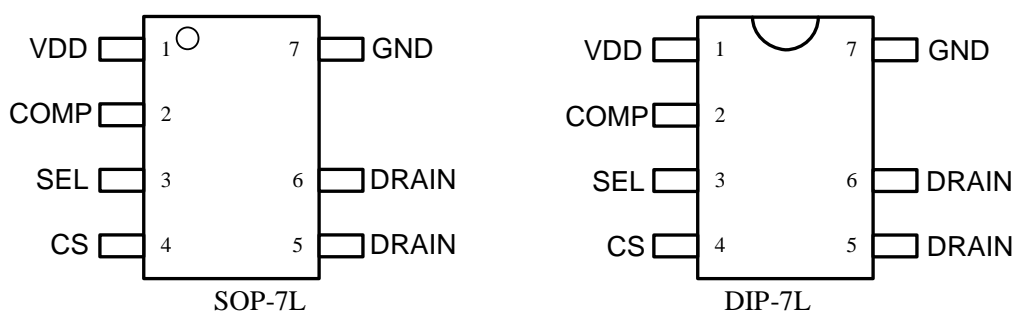 VDD 1 7 GND
COMP 2
SEL 3 6 DRAIN
CS 4 5 DRAIN
SOP-7L
VDD 1 7 GND
COMP 2
SEL 3 6 DRAIN
CS 4 5 DRAIN
DIP-7L